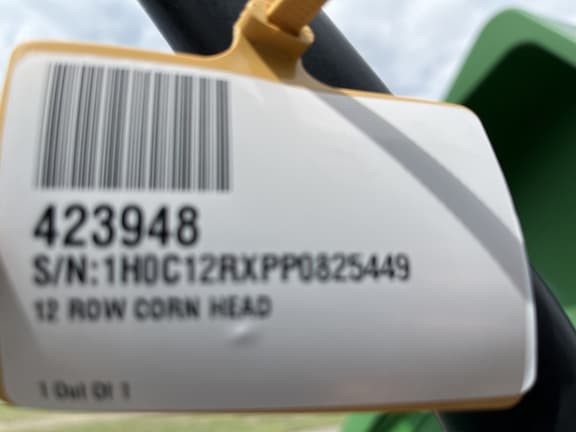 423948
S/N:1H0C12RXPP0825449
12 ROW CORN HEAD
1 Out Of 1